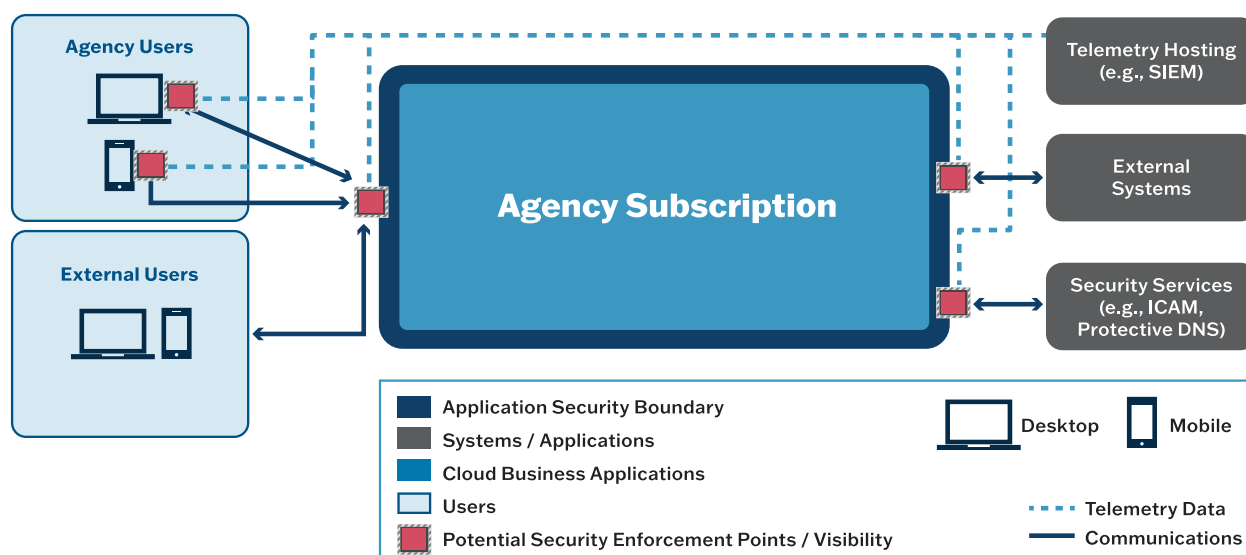 Agency Users
External Users
Agency Subscription
Telemetry Hosting
(e.g., SIEM)
External
Systems
Security Services
(e.g., ICAM,
Protective DNS)
Application Security Boundary
Systems / Applications
Cloud Business Applications
Users
Potential Security Enforcement Points / Visibility
Desktop
Mobile
Telemetry Data
Communications